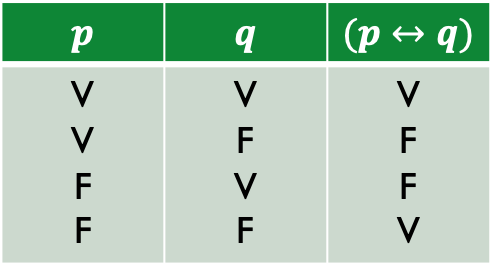 p q (p ↔ q)
V V V
V F F
F V F
F F V